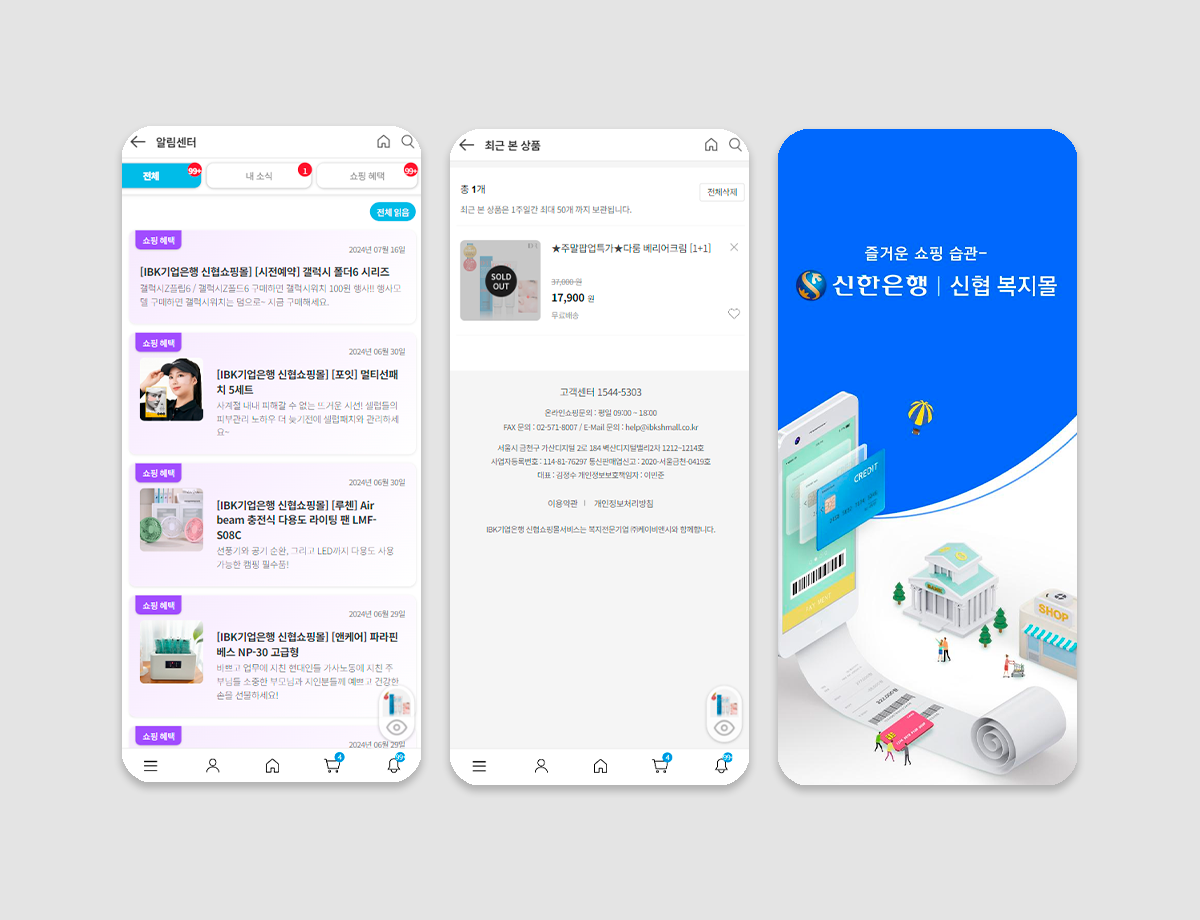 알림센터
전체
99+
내 소식
1
쇼핑 혜택
99+
전체 읽음
쇼핑 혜택
2024년 07월 16일
[IBK기업은행 신협쇼핑몰] [사전예약] 갤럭시 폴더6 시리즈
갤럭시Z플립6 / 갤럭시Z폴드6 구매하면 갤럭시워치 100원 행사!! 행사모
델 구매하면 갤럭시워치는 덤으로~ 지금 구매해세요.
쇼핑 혜택
2024년 06월 30일
[IBK기업은행 신협쇼핑몰] [포잇] 멀티선패
치 5세트
사계절 내내 피해갈 수 없는 뜨거운 시선! 셀럽들의
피부관리 노하우 더 늦기전에 셀럽패치와 관리하세
요~
쇼핑 혜택
2024년 06월 30일
[IBK기업은행 신협쇼핑몰] [루첸] Air
beam 충전식 다용도 라이팅 팬 LMF-
S08C
선풍기와 공기 순환, 그리고 LED까지 다용도 사용
가능한 캠핑 필수품!
쇼핑 혜택
2024년 06월 29일
[IBK기업은행 신협쇼핑몰] [앤케어] 파라핀
베스 NP-30 고급형
바쁘고 업무에 지친 현대인들 가사노동에 지친 주
부님들 소중한 부모님과 지인분들께 예쁘고 건강한
손을 선물하세요!
쇼핑 혜택
2024년 06월 29일
4
99+
최근 본 상품
총 1개
전체삭제
최근 본 상품은 1주일간 최대 50개 까지 보관됩니다.
SOLD
OUT
★주말팝업특가★다룸 베리어크림 [1+1]
37,000 원
17,900 원
무료배송
고객센터 1544-5303
온라인쇼핑문의 : 평일 09:00 ~ 18:00
FAX 문의 : 02-571-8007 / E-Mail 문의 : help@ibkshmall.co.kr
서울시 금천구 가산디지털 2로 184 벽산디지털밸리2차 1212~1214호
사업자등록번호 : 114-81-76297 통신판매업신고 : 2020-서울금천-0419호
대표 : 김정수 개인정보보호책임자 : 이민준
이용약관 | 개인정보처리방침
IBK기업은행 신협쇼핑몰서비스는 복지전문기업 ㈜케이비앤시와 함께합니다.
4
99+
즐거운 쇼핑 습관~
신한은행 | 신협 복지몰
CREDIT
PAYMENT
BANK
SHOP